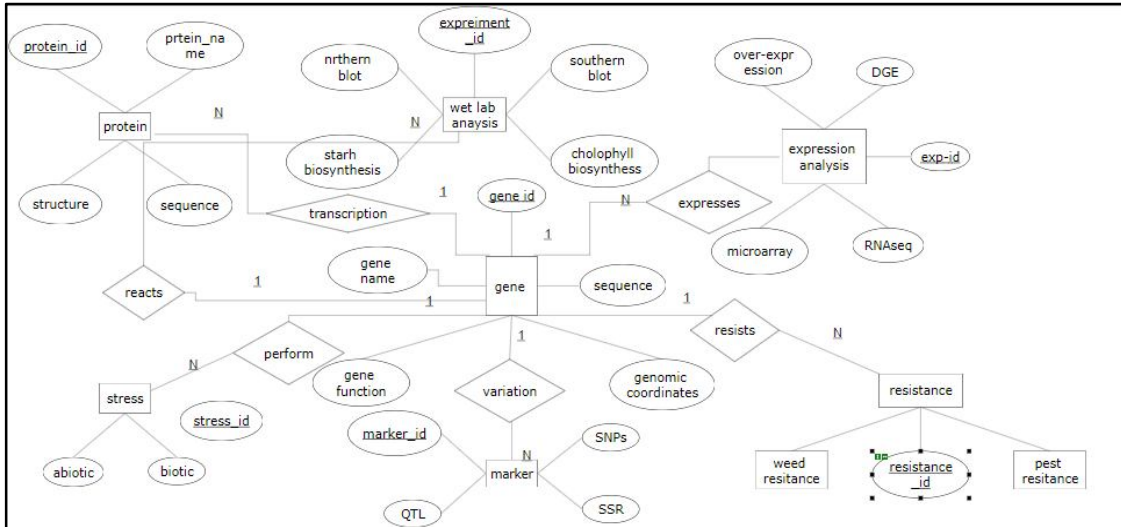 protein_id
prtein_na
me
expreiment
_id
nrthern
blot
southern
blot
over-expr
ession
DGE
protein
N
N
wet lab
anaysis
expression
analysis
exp-id
starh
biosynthesis
cholophyll
biosynthess
structure
sequence
1
gene id
N
expresses
transcription
1
microarray
RNAseq
gene
name
reacts
1
1
gene
sequence
1
resists
N
perform
N
1
gene
function
variation
genomic
coordinates
stress
stress_id
resistance
marker_id
SNPs
abiotic
biotic
N
marker
weed
resitance
resistance
_id
pest
resitance
QTL
SSR